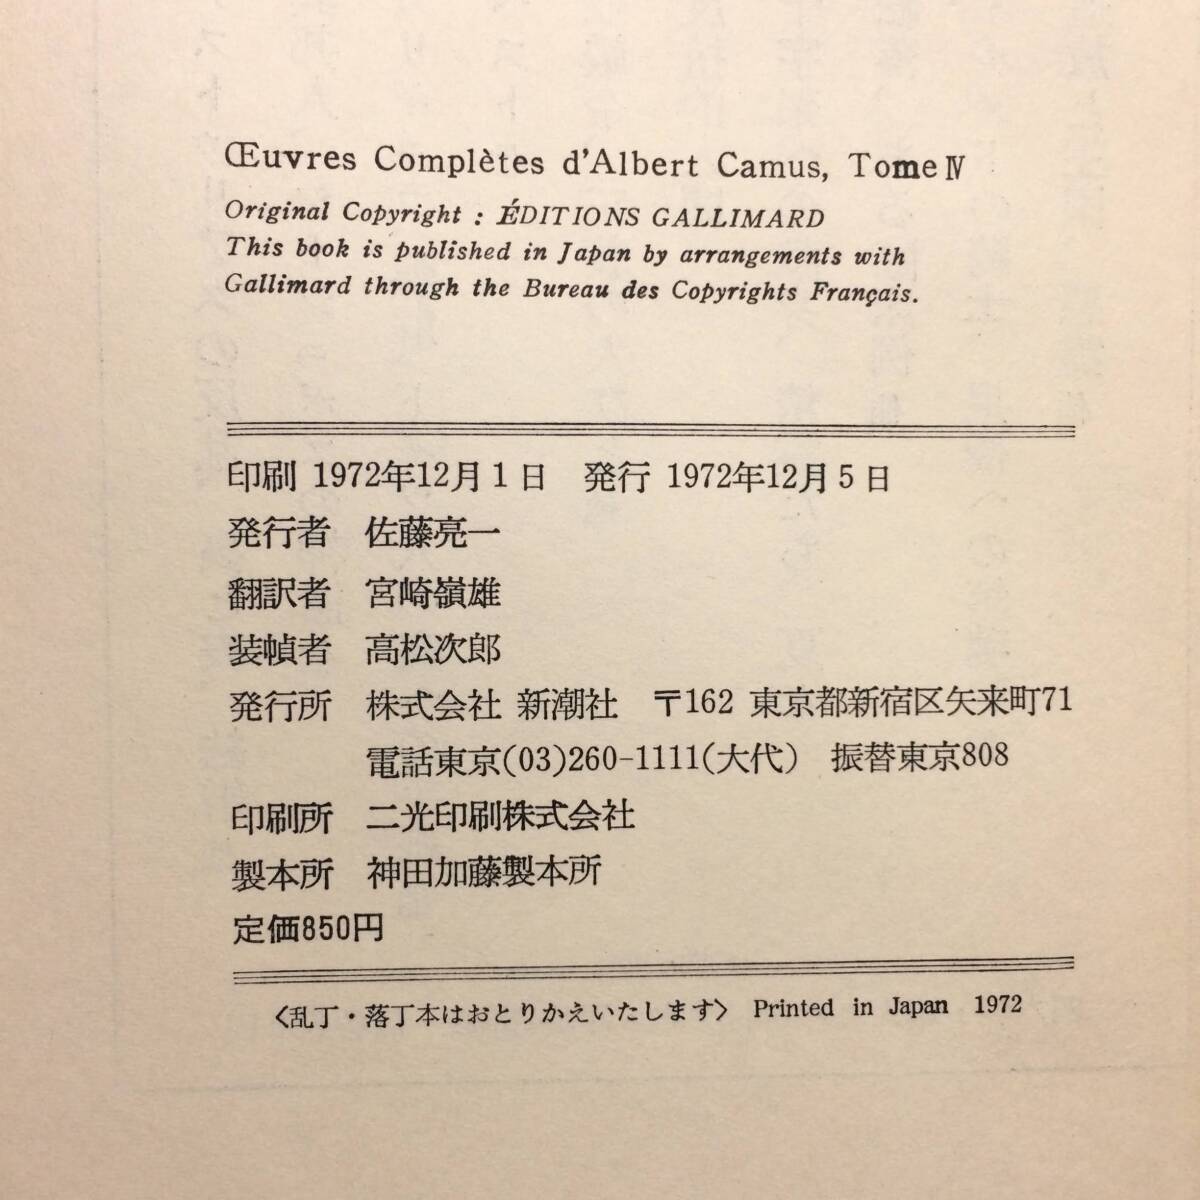 Œuvres Complètes d'Albert Camus, Tome Ⅳ
Original Copyright : ÉDITIONS GALLIMARD
This book is published in Japan by arrangements with
Gallimard through the Bureau des Copyrights Français.
印刷 1972年12月1日 発行 1972年12月5日
発行者 佐藤亮一
翻訳者 宮崎嶺雄
装幀者 高松次郎
発行所 株式会社 新潮社 〒162 東京都新宿区矢来町71
電話東京(03)260-1111(大代) 振替東京808
印刷所 二光印刷株式会社
製本所 神田加藤製本所
定価850円
〈乱丁・落丁本はおとりかえいたします〉 Printed in Japan 1972